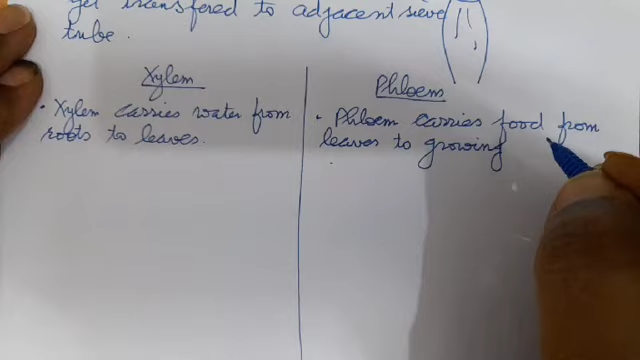 get transfered to adjacent sieve
tube.
Xylem
• Xylem carries water from
roots to leaves.
Phloem
• Phloem carries food from
leaves to growing